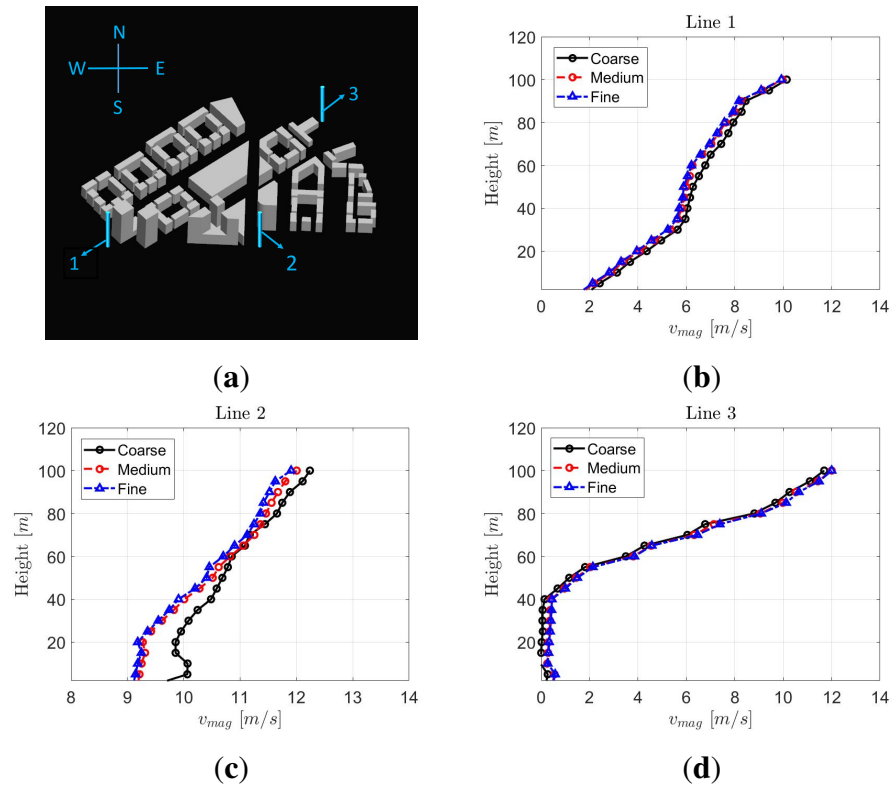 N
W E
S
3
1
2
(a)
Line 1
120
100
80
60
40
20
Height [m]
Coarse
Medium
Fine
0 2 4 6 8 10 12 14
v_mag [m/s]
(b)
Line 2
120
100
80
60
40
20
Height [m]
Coarse
Medium
Fine
8 9 10 11 12 13 14
v_mag [m/s]
(c)
Line 3
120
100
80
60
40
20
Height [m]
Coarse
Medium
Fine
0 2 4 6 8 10 12 14
v_mag [m/s]
(d)